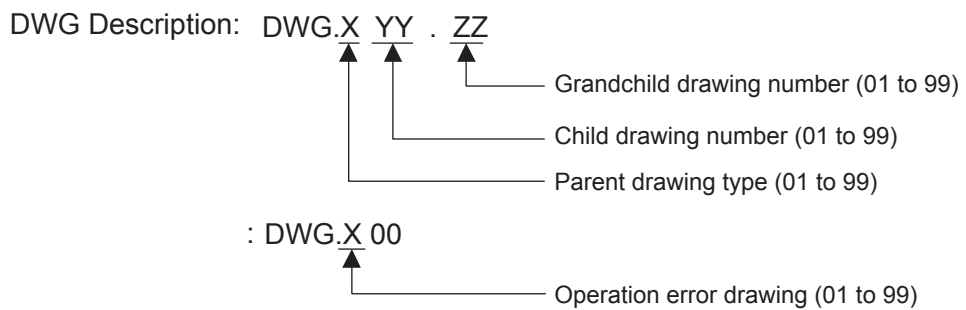 DWG Description: DWG.X YY . ZZ
Grandchild drawing number (01 to 99)
Child drawing number (01 to 99)
Parent drawing type (01 to 99)
: DWG.X 00
Operation error drawing (01 to 99)